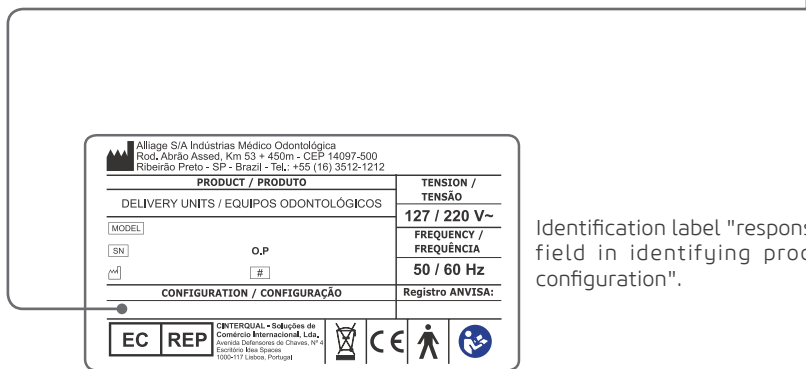 Alliage S/A Indústrias Médico Odontológica
Rod. Abrão Assed, Km 53 + 450m - CEP 14097-500
Ribeirão Preto - SP - Brazil - Tel.: +55 (16) 3512-1212
PRODUCT / PRODUTO
DELIVERY UNITS / EQUIPOS ODONTOLÓGICOS
MODEL
SN
O.P
#
CONFIGURATION / CONFIGURAÇÃO
TENSION /
TENSÃO
127 / 220 V~
FREQUENCY /
FREQUÊNCIA
50 / 60 Hz
Registro ANVISA:
EC REP
CINTERQUAL - Soluções de
Comércio Internacional, Lda.
Avenida Defensores de Chaves, Nº 4
Escritório Idea Spaces
1000-117 Lisboa, Portugal
CE
Identification label "respons
field in identifying prod
configuration".